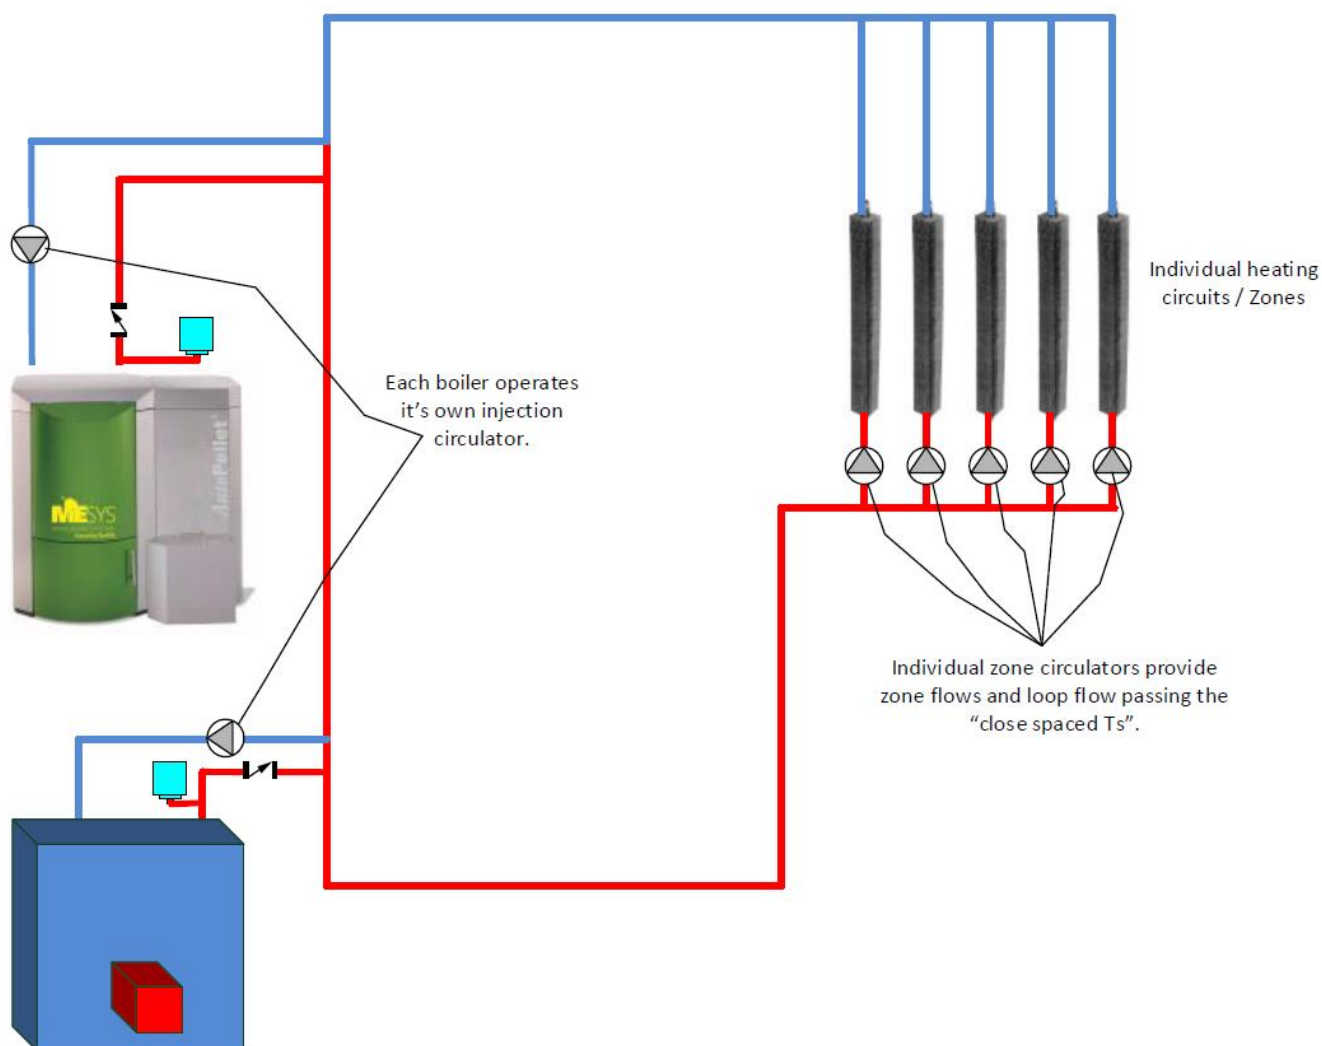 Individual heating
circuits / Zones
Each boiler operates
it's own injection
circulator.
AutoPellet
MESYS
Individual zone circulators provide
zone flows and loop flow passing the
“close spaced Ts”.